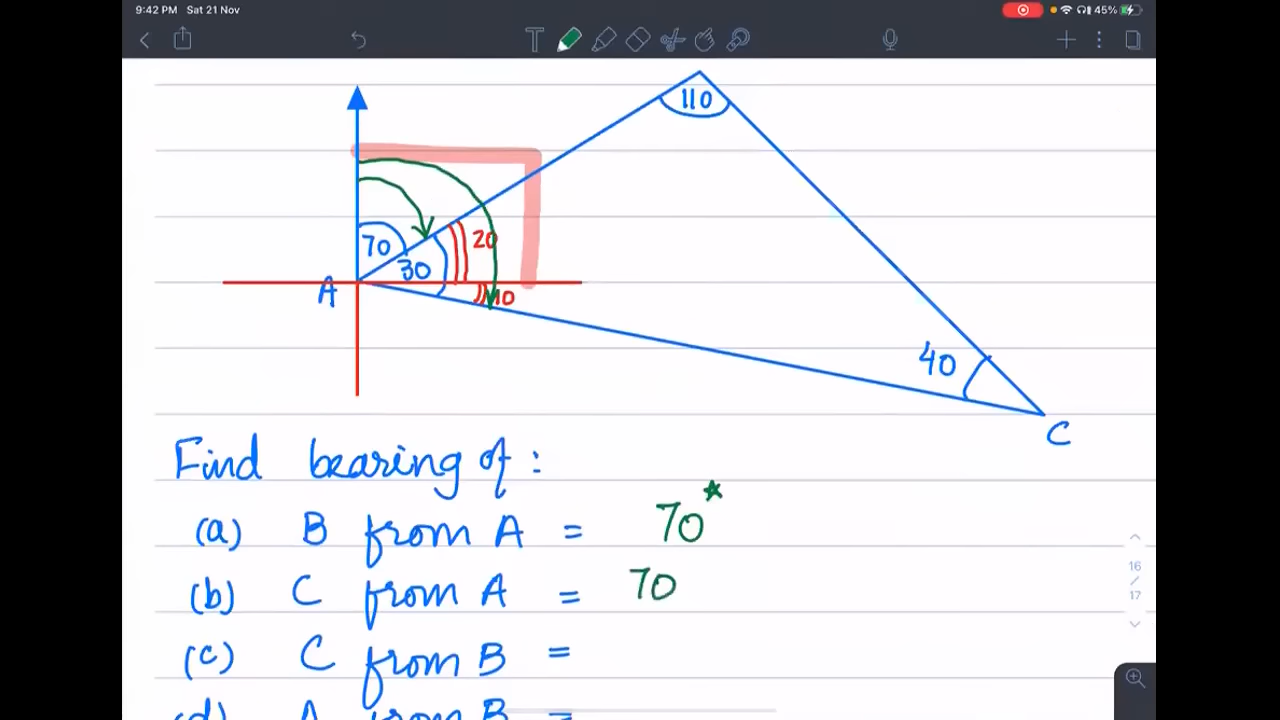 9:42 PM Sat 21 Nov
45%
T
110
70
20
30
A
10
40
C
Find bearing of :
(a) B from A = 70*
(b) C from A = 70
16
/
17
(c) C from B =
(d) A from B =